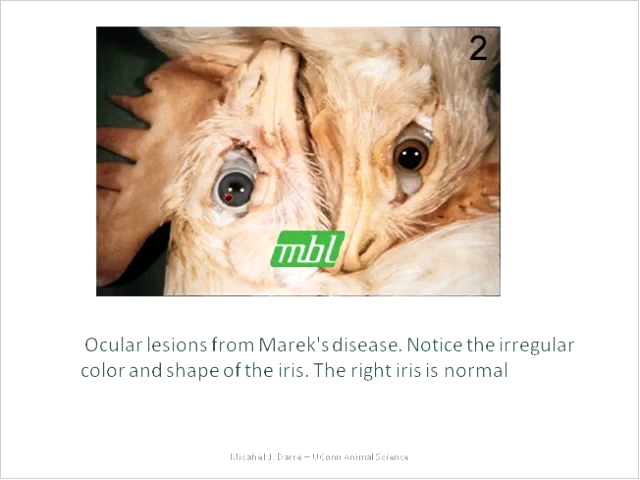 2
mbl
Ocular lesions from Marek's disease. Notice the irregular
color and shape of the iris. The right iris is normal
Micahel J. Darre – UConn Animal Science